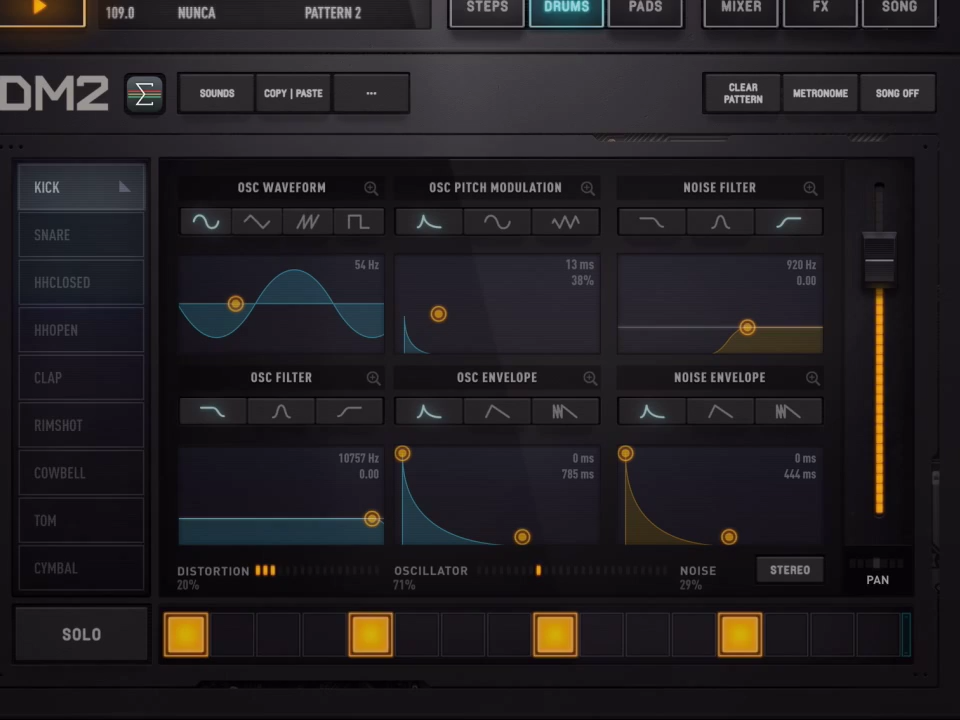 109.0 NUNCA PATTERN 2 STEPS DRUMS PADS MIXER FX SONG
DM2 Σ SOUNDS COPY | PASTE ... CLEAR PATTERN METRONOME SONG OFF
KICK
SNARE
HHCLOSED
HHOPEN
CLAP
RIMSHOT
COWBELL
TOM
CYMBAL
SOLO
OSC WAVEFORM
54 Hz
OSC PITCH MODULATION
13 ms
38%
NOISE FILTER
920 Hz
0.00
OSC FILTER
10757 Hz
0.00
OSC ENVELOPE
0 ms
785 ms
NOISE ENVELOPE
0 ms
444 ms
DISTORTION
20%
OSCILLATOR
71%
NOISE
29%
STEREO
PAN